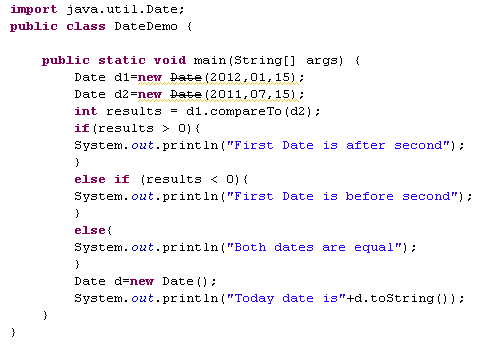 import java.util.Date;
public class DateDemo {
public static void main(String[] args) {
Date d1=new Date(2012,01,15);
Date d2=new Date(2011,07,15);
int results = d1.compareTo(d2);
if(results > 0){
System.out.println("First Date is after second");
}
else if (results < 0){
System.out.println("First Date is before second");
}
else{
System.out.println("Both dates are equal");
}
Date d=new Date();
System.out.println("Today date is"+d.toString());
}
}